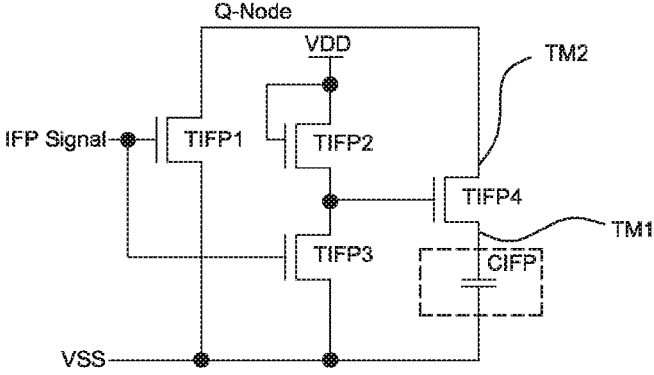 Q-Node
VDD
TM2
IFP Signal
TIFP1
TIFP2
TIFP4
TM1
TIFP3
CIFP
VSS